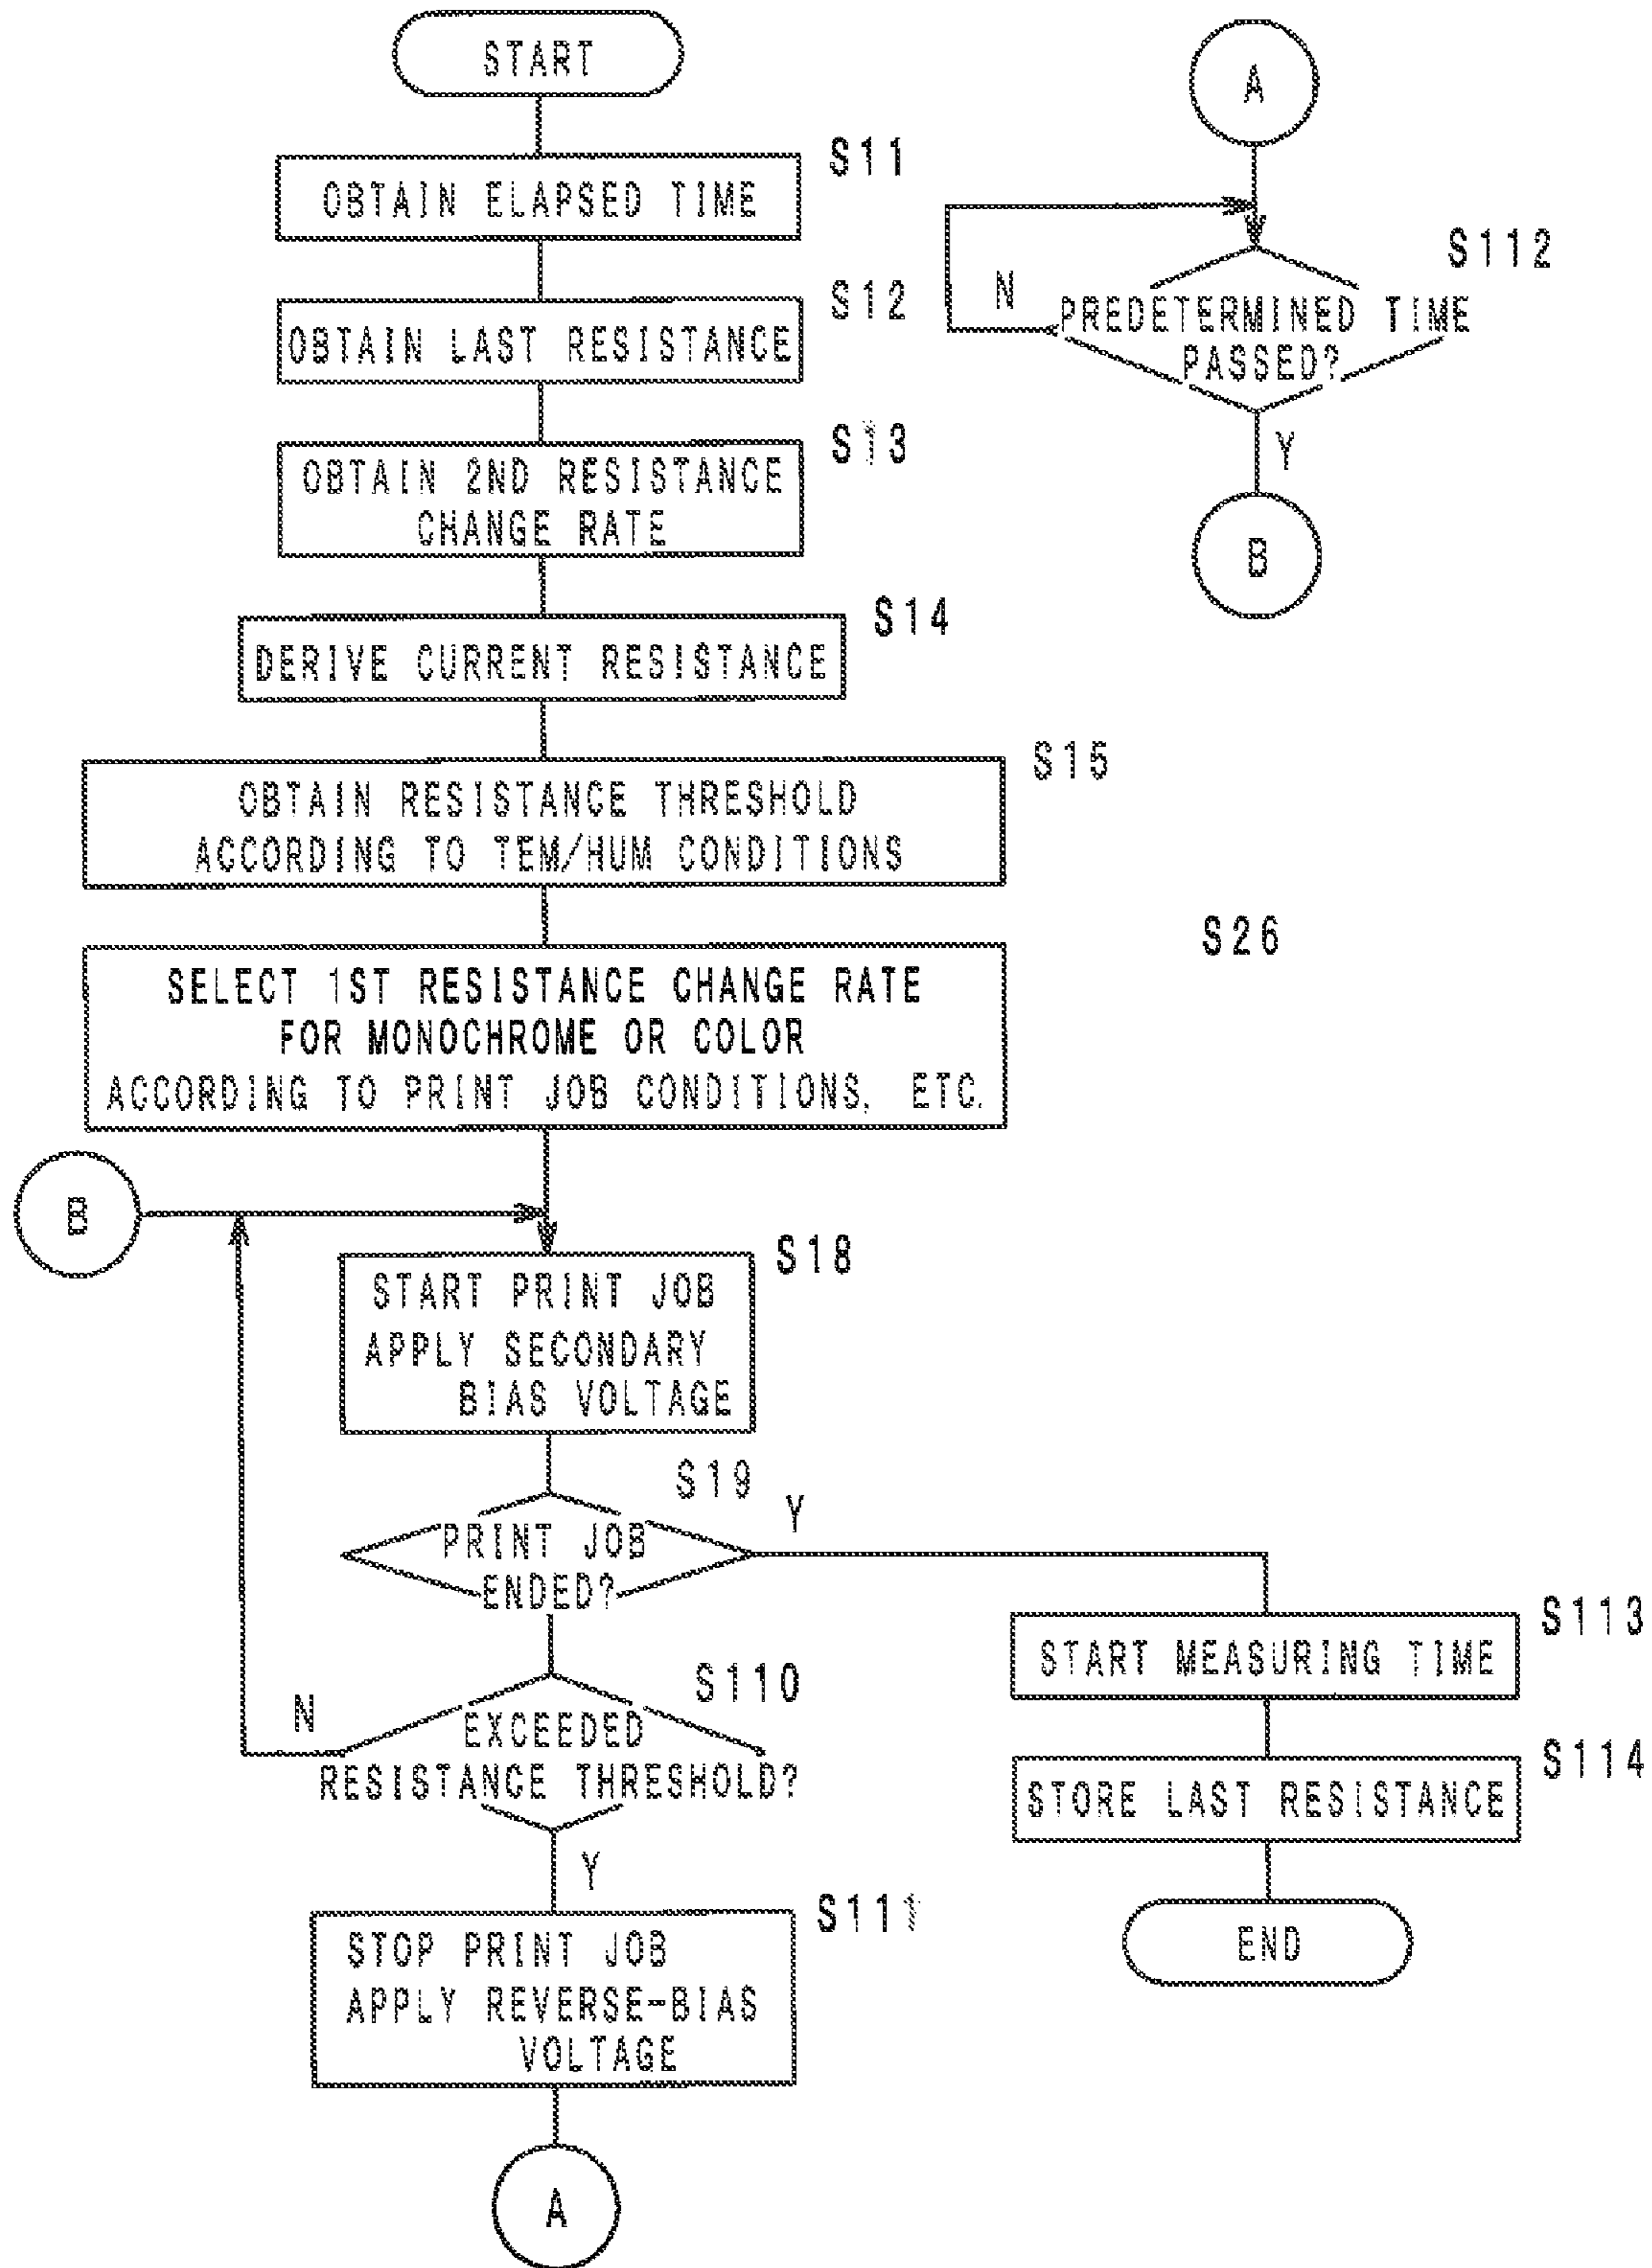 START
S11
OBTAIN ELAPSED TIME
S12
OBTAIN LAST RESISTANCE
S13
OBTAIN 2ND RESISTANCE
CHANGE RATE
S14
DERIVE CURRENT RESISTANCE
S15
OBTAIN RESISTANCE THRESHOLD
ACCORDING TO TEM/HUM CONDITIONS
S26
SELECT 1ST RESISTANCE CHANGE RATE
FOR MONOCHROME OR COLOR
ACCORDING TO PRINT JOB CONDITIONS, ETC.
B
S18
START PRINT JOB
APPLY SECONDARY
BIAS VOLTAGE
S19
PRINT JOB
ENDED?
Y
S110
N
EXCEEDED
RESISTANCE THRESHOLD?
Y
S111
STOP PRINT JOB
APPLY REVERSE-BIAS
VOLTAGE
A
A
S112
N
PREDETERMINED TIME
PASSED?
Y
B
S113
START MEASURING TIME
S114
STORE LAST RESISTANCE
END